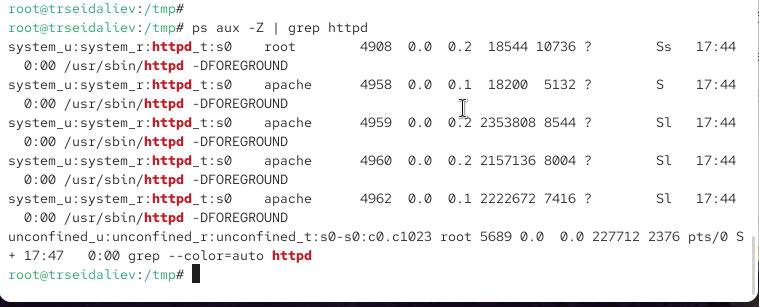 root@trseidaliev:/tmp#
root@trseidaliev:/tmp# ps aux -Z | grep httpd
system_u:system_r:httpd_t:s0    root        4908  0.0  0.2  18544 10736 ?        Ss   17:44
  0:00 /usr/sbin/httpd -DFOREGROUND
system_u:system_r:httpd_t:s0    apache      4958  0.0  0.1  18200  5132 ?        S    17:44
  0:00 /usr/sbin/httpd -DFOREGROUND
system_u:system_r:httpd_t:s0    apache      4959  0.0  0.2 2353808 8544 ?        Sl   17:44
  0:00 /usr/sbin/httpd -DFOREGROUND
system_u:system_r:httpd_t:s0    apache      4960  0.0  0.2 2157136 8004 ?        Sl   17:44
  0:00 /usr/sbin/httpd -DFOREGROUND
system_u:system_r:httpd_t:s0    apache      4962  0.0  0.1 2222672 7416 ?        Sl   17:44
  0:00 /usr/sbin/httpd -DFOREGROUND
unconfined_u:unconfined_r:unconfined_t:s0-s0:c0.c1023 root 5689 0.0  0.0 227712 2376 pts/0 S
+ 17:47   0:00 grep --color=auto httpd
root@trseidaliev:/tmp#